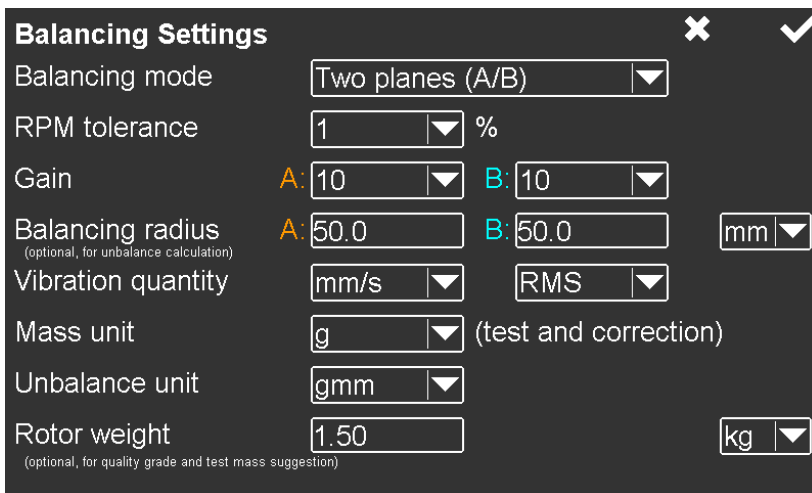 Balancing Settings
Balancing mode Two planes (A/B)
RPM tolerance 1 %
Gain A: 10 B: 10
Balancing radius A: 50.0 B: 50.0 mm
(optional, for unbalance calculation)
Vibration quantity mm/s RMS
Mass unit g (test and correction)
Unbalance unit gmm
Rotor weight 1.50 kg
(optional, for quality grade and test mass suggestion)